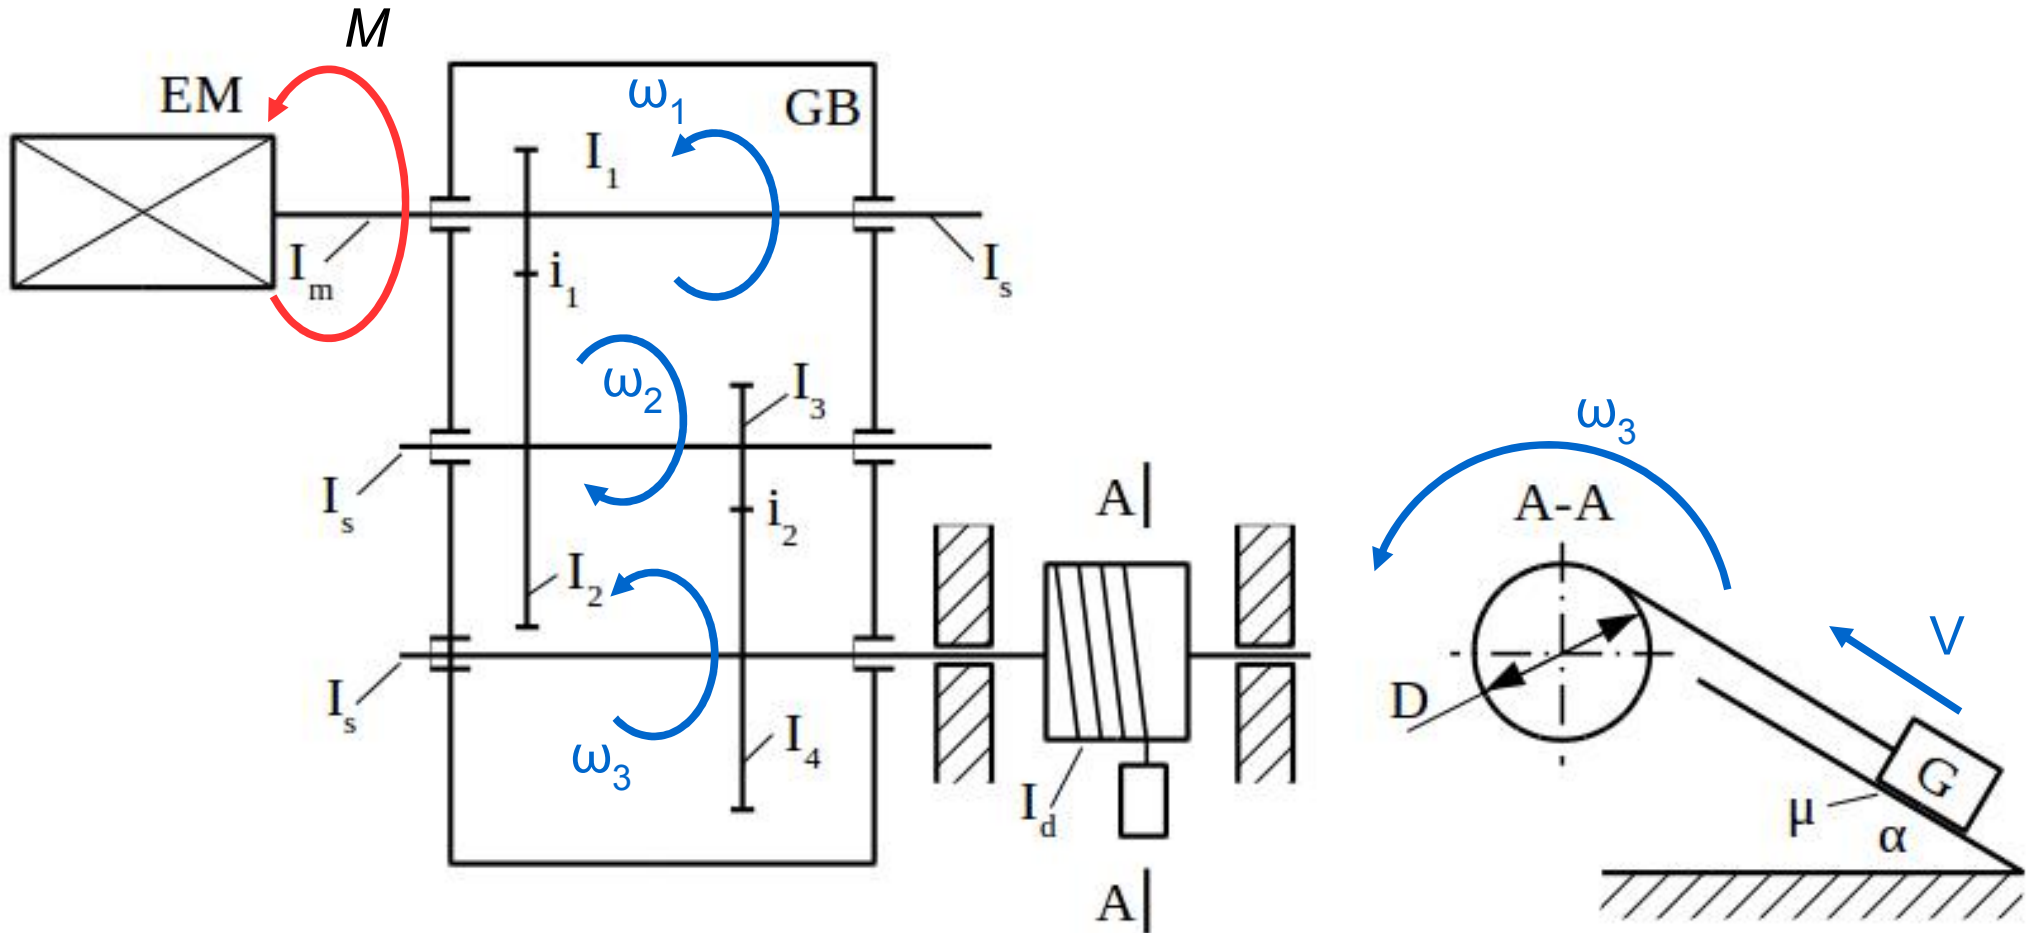 M
EM
ω1
GB
I1
Im
i1
Is
ω2
I3
Is
i2
I2
A
ω3
A-A
Is
ω3
I4
Id
A
D
V
G
μ
α